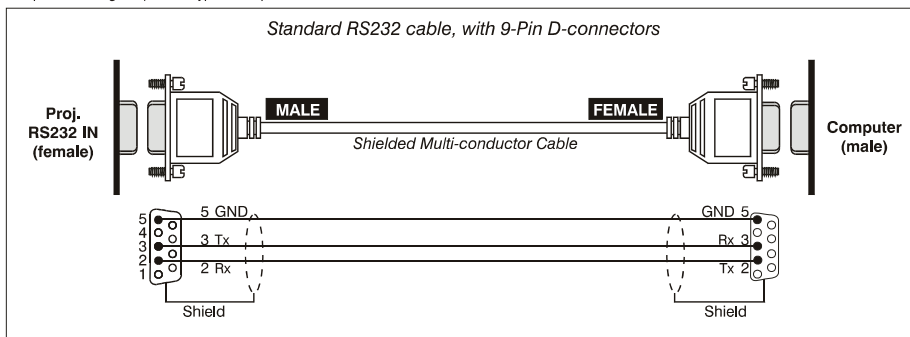 Standard RS232 cable, with 9-Pin D-connectors
MALE
FEMALE
Proj.
RS232 IN
(female)
Computer
(male)
Shielded Multi-conductor Cable
5 GND
GND 5
5
4
3
2
1
3 Tx
Rx 3
2 Rx
Tx 2
Shield
Shield